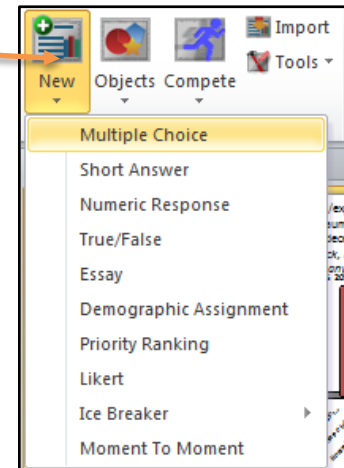 New Objects Compete
Import
Tools
Multiple Choice
Short Answer
Numeric Response
True/False
Essay
Demographic Assignment
Priority Ranking
Likert
Ice Breaker
Moment To Moment